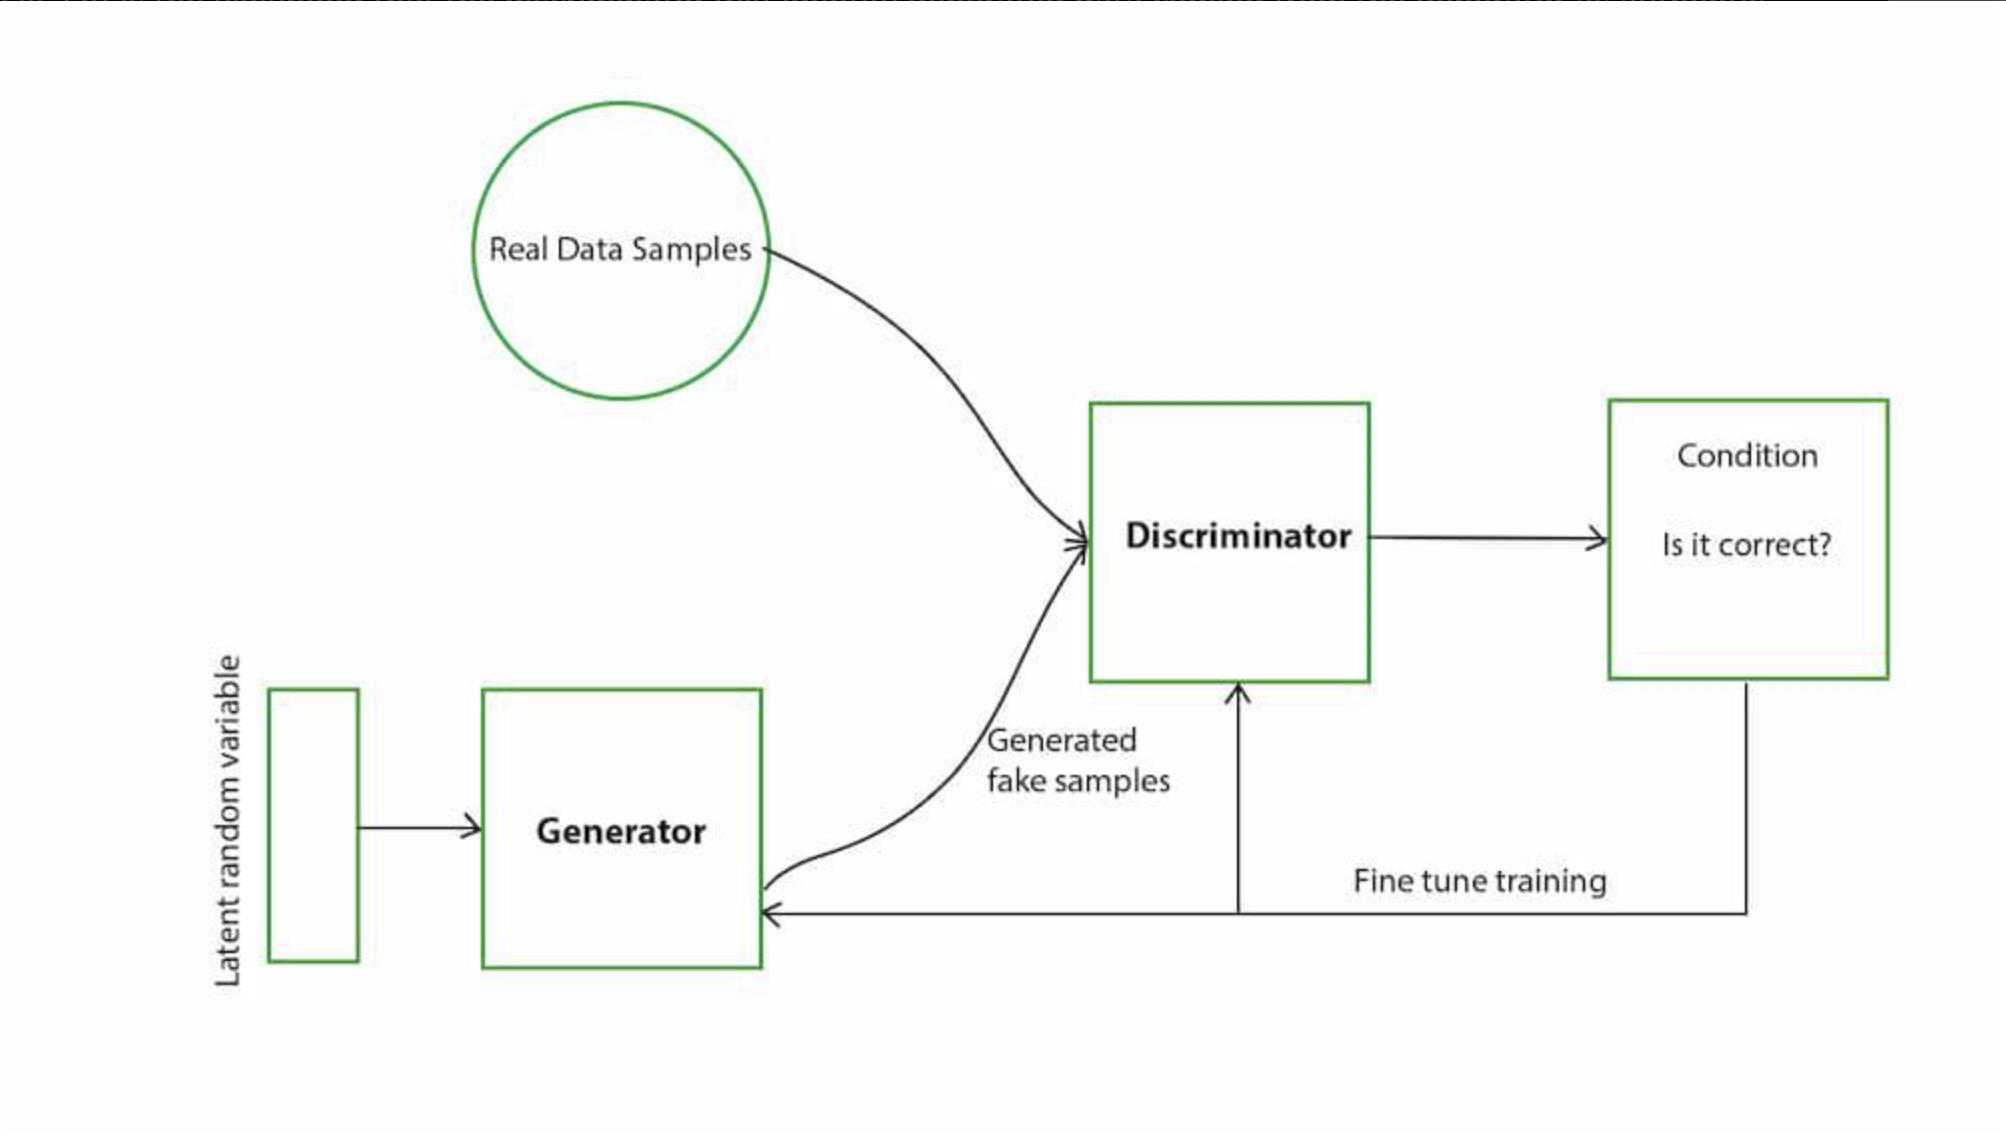 Real Data Samples
Discriminator
Condition
Is it correct?
Latent random variable
Generator
Generated
fake samples
Fine tune training